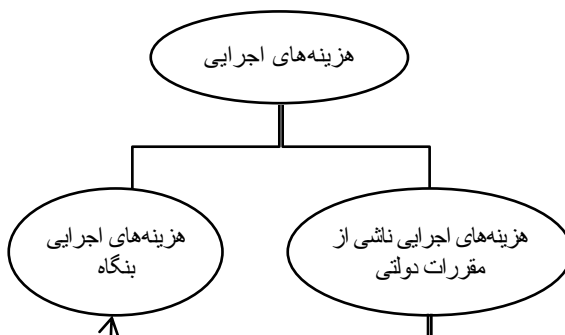 هزینه‌های اجرایی
هزینه‌های اجرایی ناشی از
مقررات دولتی
هزینه‌های اجرایی
بنگاه